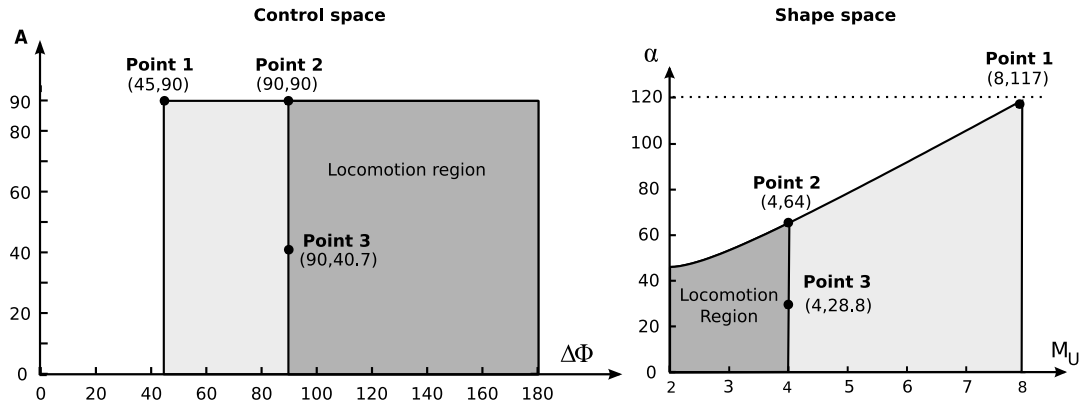 Control space
A
Point 1
(45,90)
Point 2
(90,90)
90
80
60
40
20
0
Locomotion region
Point 3
(90,40.7)
ΔΦ
0 20 40 60 80 100 120 140 160 180
Shape space
α
Point 1
(8,117)
120
100
80
60
40
20
0
Point 2
(4,64)
Point 3
(4,28.8)
Locomotion
Region
M_U
2 3 4 5 6 7 8